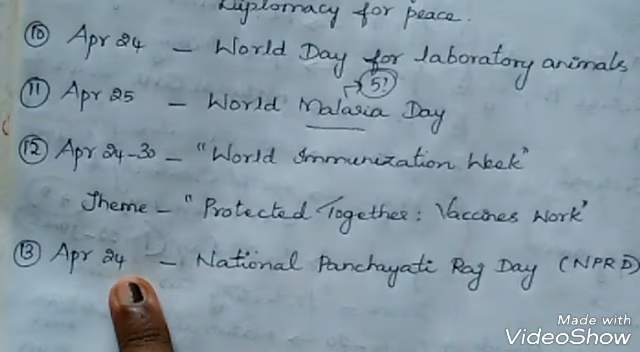 Diplomacy for peace.
⑩ Apr 24 – World Day for laboratory animals
5?
⑪ Apr 25 – World Malaria Day
⑫ Apr 24-30 – "World Immunization Week"
Theme – "Protected Together: Vaccines Work"
⑬ Apr 24 – National Panchayati Raj Day (NPRD)
Made with
VideoShow